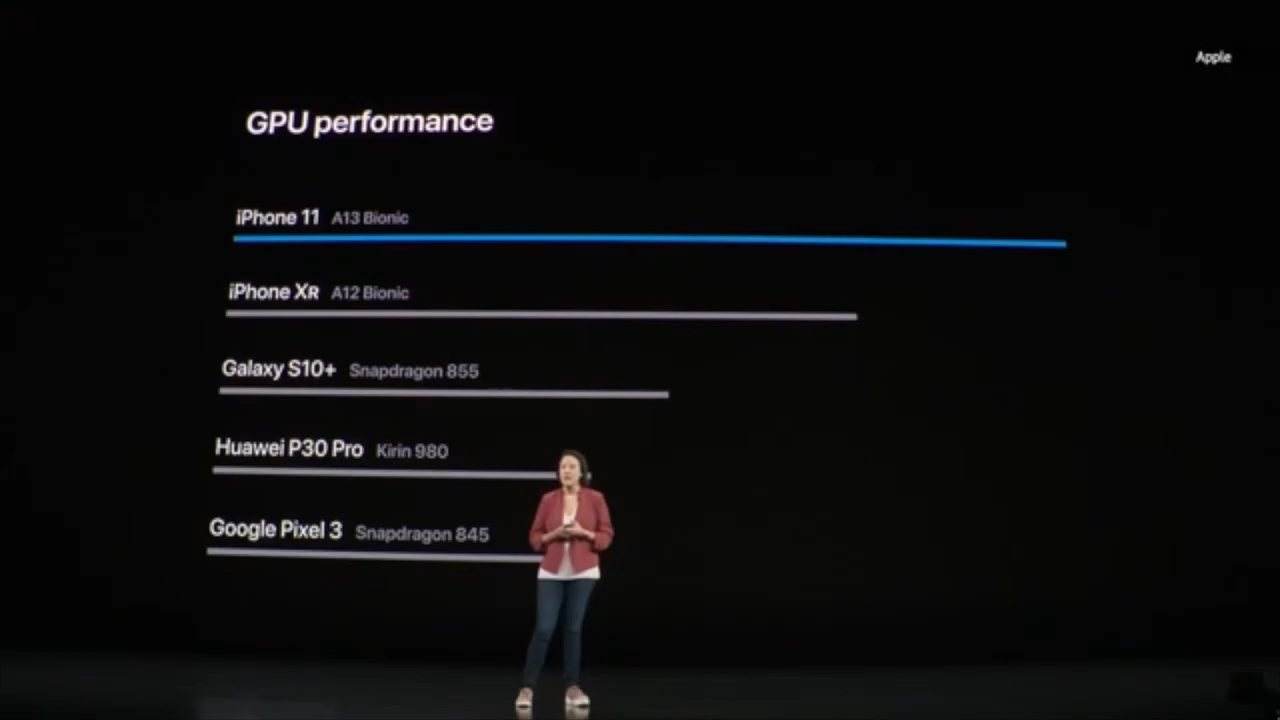 Apple
GPU performance
iPhone 11 A13 Bionic
iPhone XR A12 Bionic
Galaxy S10+ Snapdragon 855
Huawei P30 Pro Kirin 980
Google Pixel 3 Snapdragon 845